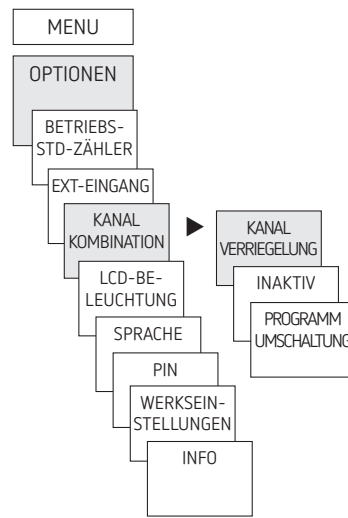 MENU
OPTIONEN
BETRIEBS-
STD-ZÄHLER
EXT-EINGANG
KANAL
KOMBINATION
LCD-BE-
LEUCHTUNG
SPRACHE
PIN
WERKSEIN-
STELLUNGEN
INFO
KANAL
VERRIEGELUNG
INAKTIV
PROGRAMM
UMSCHALTUNG